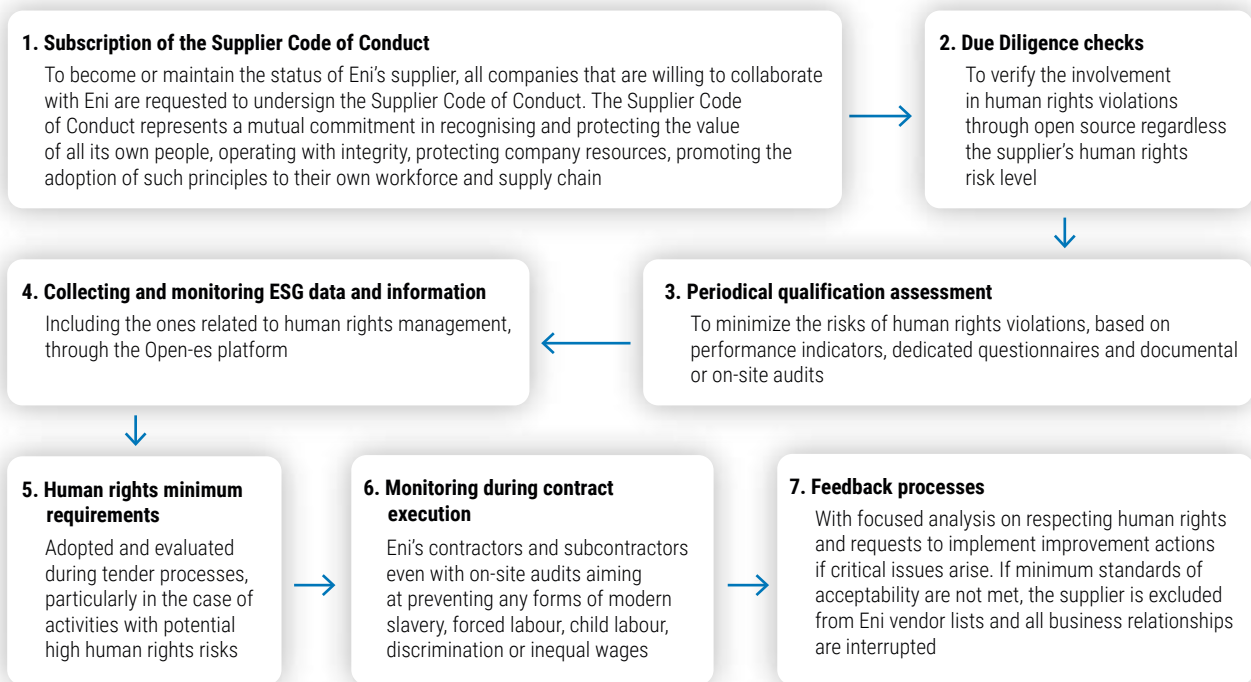 1. Subscription of the Supplier Code of Conduct
To become or maintain the status of Eni's supplier, all companies that are willing to collaborate
with Eni are requested to undersign the Supplier Code of Conduct. The Supplier Code
of Conduct represents a mutual commitment in recognising and protecting the value
of all its own people, operating with integrity, protecting company resources, promoting the
adoption of such principles to their own workforce and supply chain
2. Due Diligence checks
To verify the involvement
in human rights violations
through open source regardless
the supplier's human rights
risk level
3. Periodical qualification assessment
To minimize the risks of human rights violations, based on
performance indicators, dedicated questionnaires and documental
or on-site audits
4. Collecting and monitoring ESG data and information
Including the ones related to human rights management,
through the Open-es platform
5. Human rights minimum
requirements
Adopted and evaluated
during tender processes,
particularly in the case of
activities with potential
high human rights risks
6. Monitoring during contract
execution
Eni's contractors and subcontractors
even with on-site audits aiming
at preventing any forms of modern
slavery, forced labour, child labour,
discrimination or inequal wages
7. Feedback processes
With focused analysis on respecting human rights
and requests to implement improvement actions
if critical issues arise. If minimum standards of
acceptability are not met, the supplier is excluded
from Eni vendor lists and all business relationships
are interrupted